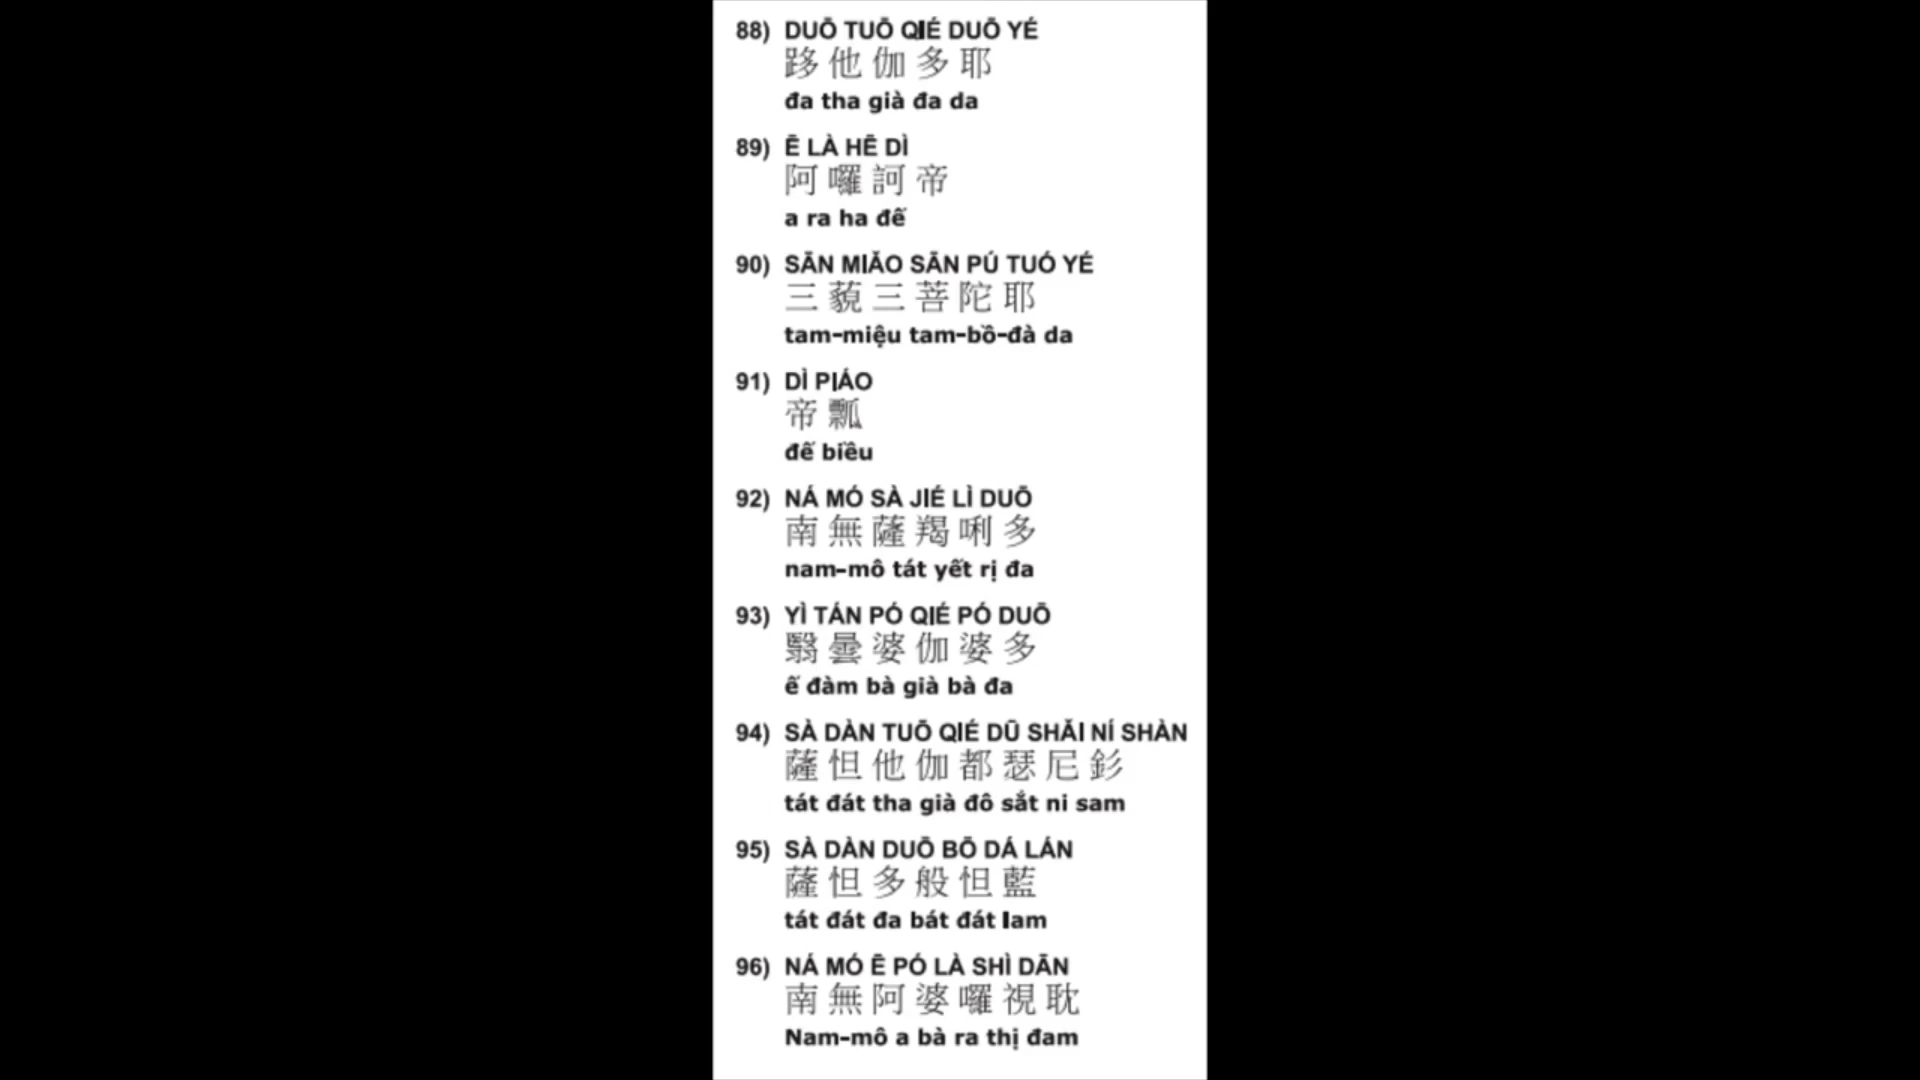 88) DUŌ TUŌ QIÉ DUŌ YÉ
跢他伽多耶
đa tha già đa da
89) Ē LÀ HĒ DÌ
阿囉訶帝
a ra ha đế
90) SĀN MIǍO SĀN PÚ TUÓ YÉ
三藐三菩陀耶
tam-miệu tam-bồ-đà da
91) DÌ PIÁO
帝瓢
đế biều
92) NÁ MÓ SÀ JIÉ LÌ DUŌ
南無薩羯唎多
nam-mô tát yết rị đa
93) YÌ TÁN PÓ QIÉ PÓ DUŌ
翳曇婆伽婆多
ế đàm bà già bà đa
94) SÀ DÀN TUŌ QIÉ DŪ SHǍI NÍ SHÀN
薩怛他伽都瑟尼釤
tát đát tha già đô sắt ni sam
95) SÀ DÀN DUŌ BŌ DÁ LÁN
薩怛多般怛藍
tát đát đa bát đát lam
96) NÁ MÓ Ē PÓ LÀ SHÌ DĀN
南無阿婆囉視耽
Nam-mô a bà ra thị đam